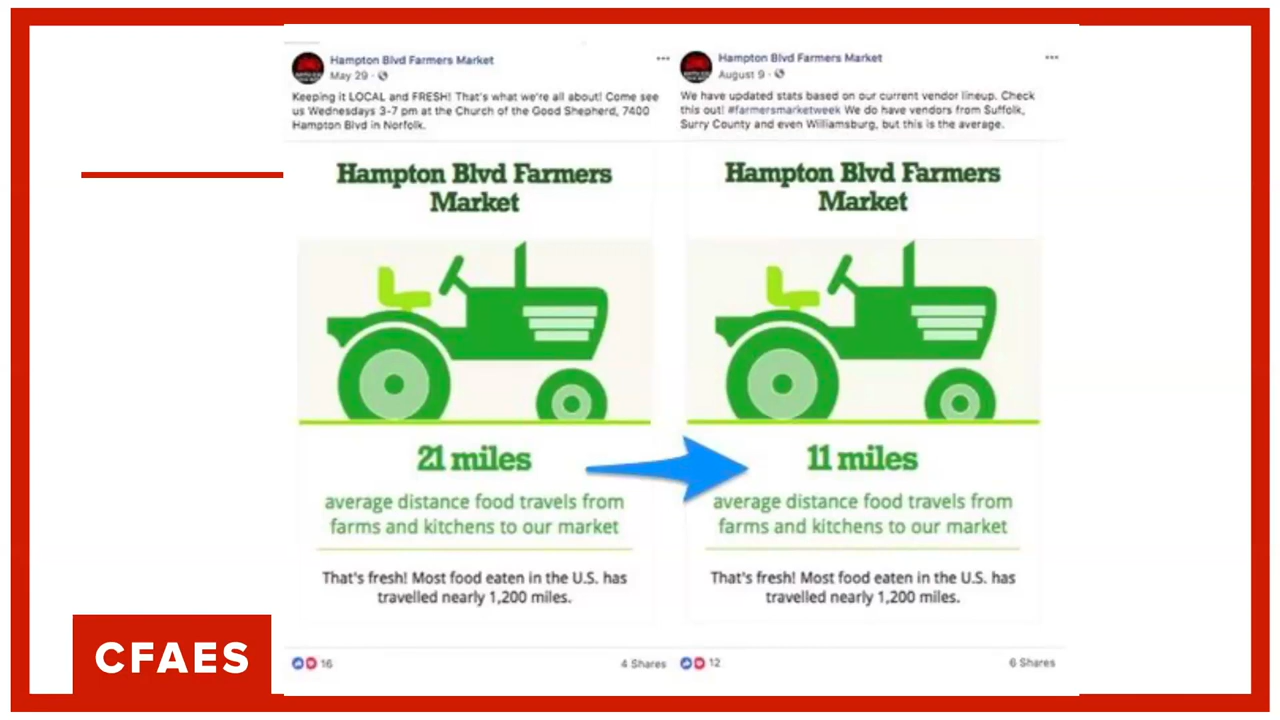 Hampton Blvd Farmers Market
May 29 ·
Keeping it LOCAL and FRESH! That's what we're all about! Come see
us Wednesdays 3-7 pm at the Church of the Good Shepherd, 7400
Hampton Blvd in Norfolk.
Hampton Blvd Farmers
Market
21 miles
average distance food travels from
farms and kitchens to our market
That's fresh! Most food eaten in the U.S. has
travelled nearly 1,200 miles.
16
4 Shares
Hampton Blvd Farmers Market
August 9 ·
We have updated stats based on our current vendor lineup. Check
this out! #farmersmarketweek We do have vendors from Suffolk,
Surry County and even Williamsburg, but this is the average.
Hampton Blvd Farmers
Market
11 miles
average distance food travels from
farms and kitchens to our market
That's fresh! Most food eaten in the U.S. has
travelled nearly 1,200 miles.
12
6 Shares
CFAES